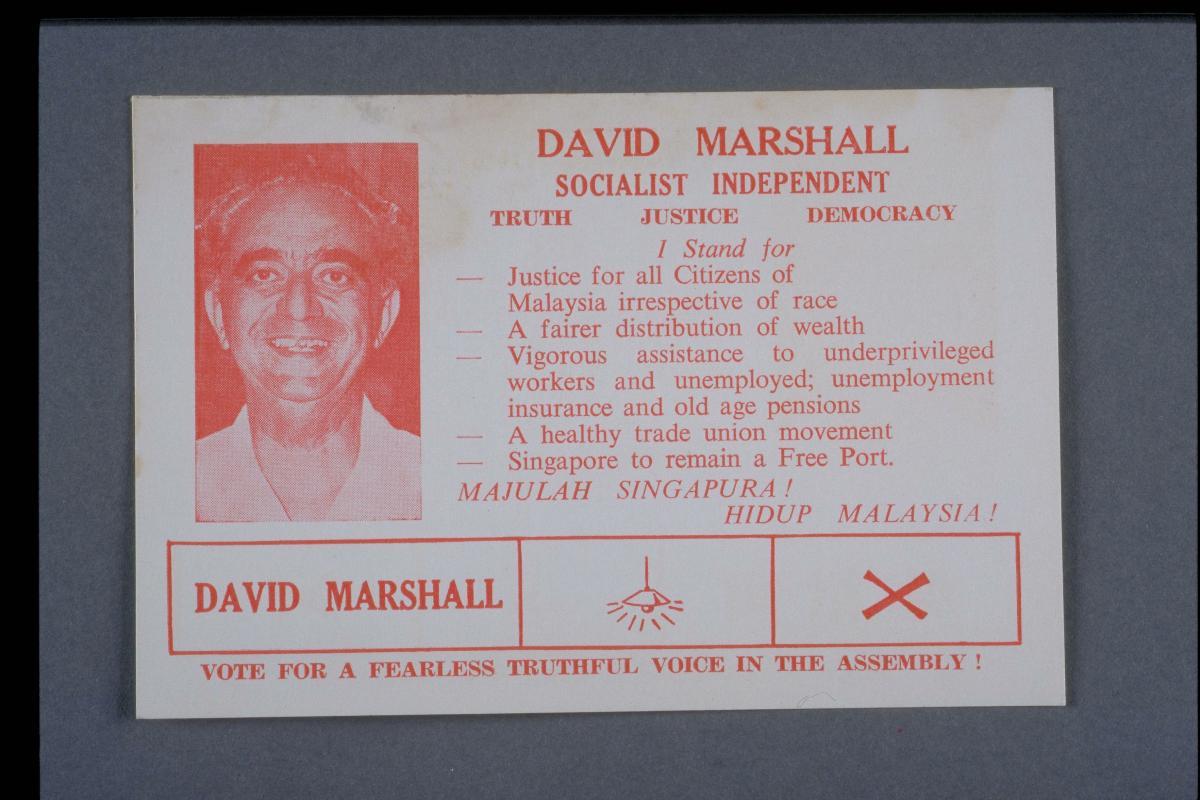 DAVID MARSHALL
SOCIALIST INDEPENDENT
TRUTH JUSTICE DEMOCRACY
I Stand for
— Justice for all Citizens of
Malaysia irrespective of race
— A fairer distribution of wealth
— Vigorous assistance to underprivileged
workers and unemployed; unemployment
insurance and old age pensions
— A healthy trade union movement
— Singapore to remain a Free Port.
MAJULAH SINGAPURA!
HIDUP MALAYSIA!
DAVID MARSHALL
VOTE FOR A FEARLESS TRUTHFUL VOICE IN THE ASSEMBLY!